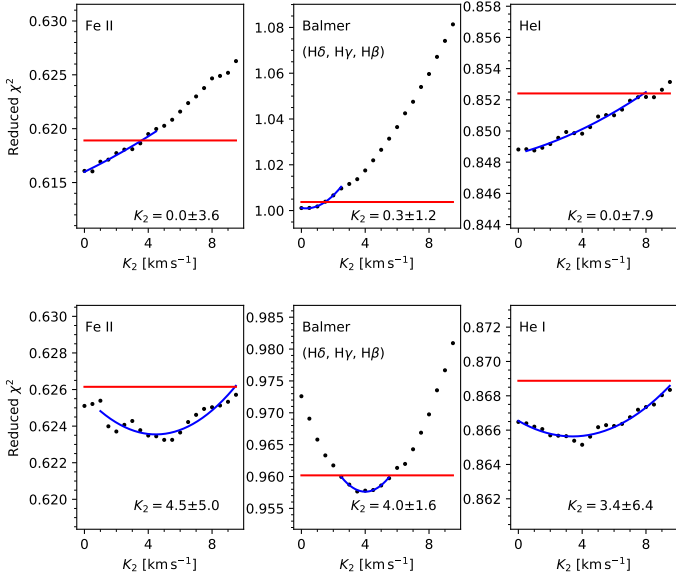 0.630
0.625
0.620
0.615
Reduced χ²
Fe II
K₂ = 0.0±3.6
0 4 8
K₂ [km s⁻¹]
1.08
1.06
1.04
1.02
1.00
Balmer
(Hδ, Hγ, Hβ)
K₂ = 0.3±1.2
0 4 8
K₂ [km s⁻¹]
0.858
0.856
0.854
0.852
0.850
0.848
0.846
0.844
HeI
K₂ = 0.0±7.9
0 4 8
K₂ [km s⁻¹]
0.630
0.628
0.626
0.624
0.622
0.620
Reduced χ²
Fe II
K₂ = 4.5±5.0
0 4 8
K₂ [km s⁻¹]
0.985
0.980
0.975
0.970
0.965
0.960
0.955
Balmer
(Hδ, Hγ, Hβ)
K₂ = 4.0±1.6
0 4 8
K₂ [km s⁻¹]
0.872
0.870
0.868
0.866
0.864
0.862
He I
K₂ = 3.4±6.4
0 4 8
K₂ [km s⁻¹]